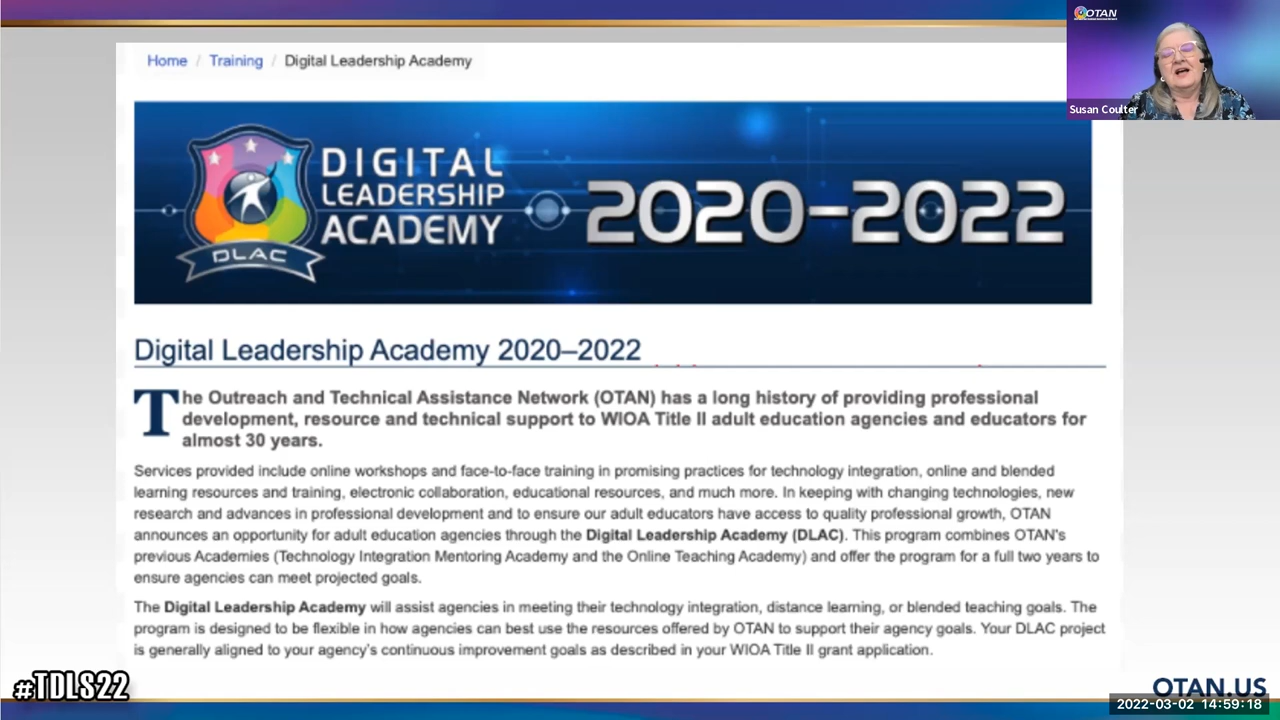 OTAN
Susan Coulter
Home / Training / Digital Leadership Academy
DIGITAL
LEADERSHIP
ACADEMY
DLAC
2020-2022
Digital Leadership Academy 2020–2022
The Outreach and Technical Assistance Network (OTAN) has a long history of providing professional
development, resource and technical support to WIOA Title II adult education agencies and educators for
almost 30 years.
Services provided include online workshops and face-to-face training in promising practices for technology integration, online and blended
learning resources and training, electronic collaboration, educational resources, and much more. In keeping with changing technologies, new
research and advances in professional development and to ensure our adult educators have access to quality professional growth, OTAN
announces an opportunity for adult education agencies through the Digital Leadership Academy (DLAC). This program combines OTAN's
previous Academies (Technology Integration Mentoring Academy and the Online Teaching Academy) and offer the program for a full two years to
ensure agencies can meet projected goals.
The Digital Leadership Academy will assist agencies in meeting their technology integration, distance learning, or blended teaching goals. The
program is designed to be flexible in how agencies can best use the resources offered by OTAN to support their agency goals. Your DLAC project
is generally aligned to your agency's continuous improvement goals as described in your WIOA Title II grant application.
#TDLS22
OTAN.US
2022-03-02 14:59:18